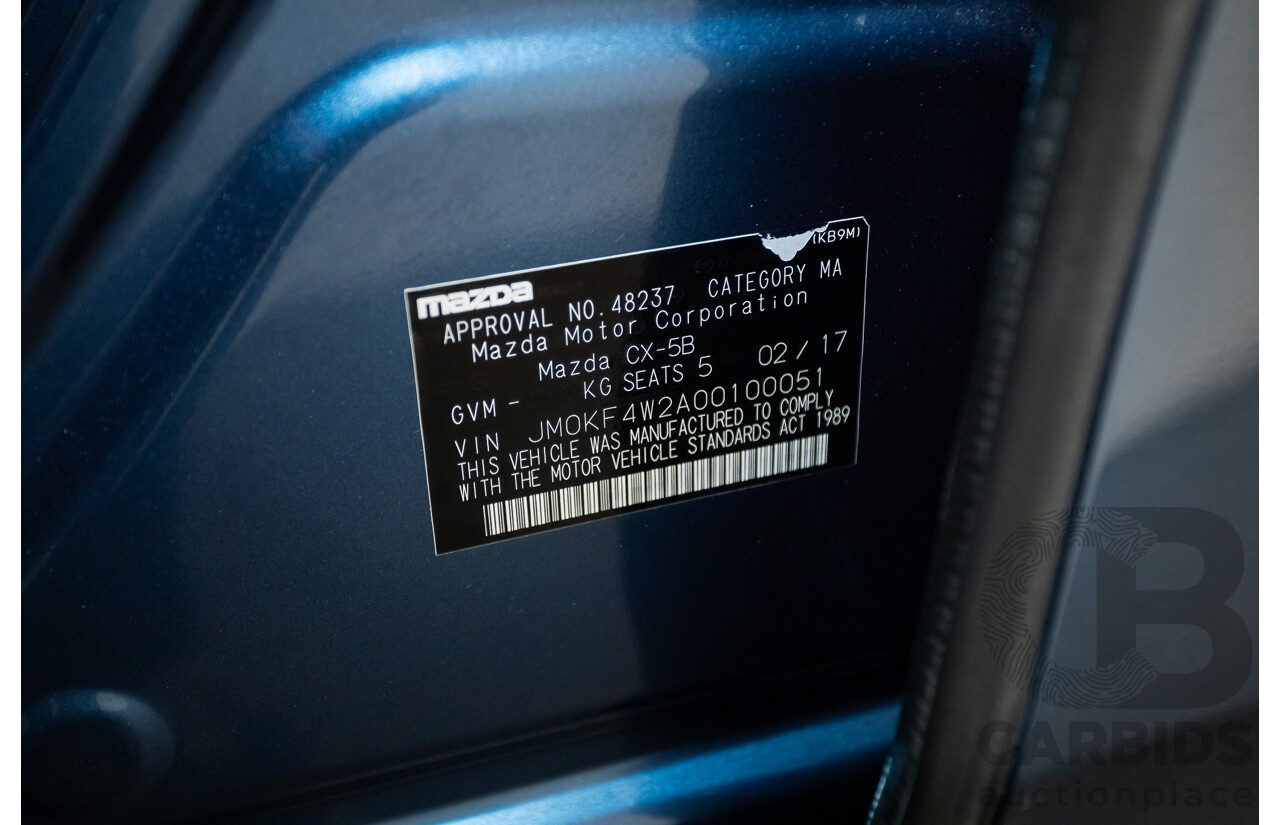 (KB9M)
mazda
APPROVAL NO.48237 CATEGORY MA
Mazda Motor Corporation
Mazda CX-5B
GVM - KG SEATS 5 02/17
VIN JM0KF4W2A00100051
THIS VEHICLE WAS MANUFACTURED TO COMPLY
WITH THE MOTOR VEHICLE STANDARDS ACT 1989
CB
CARBIDS
auctionplace